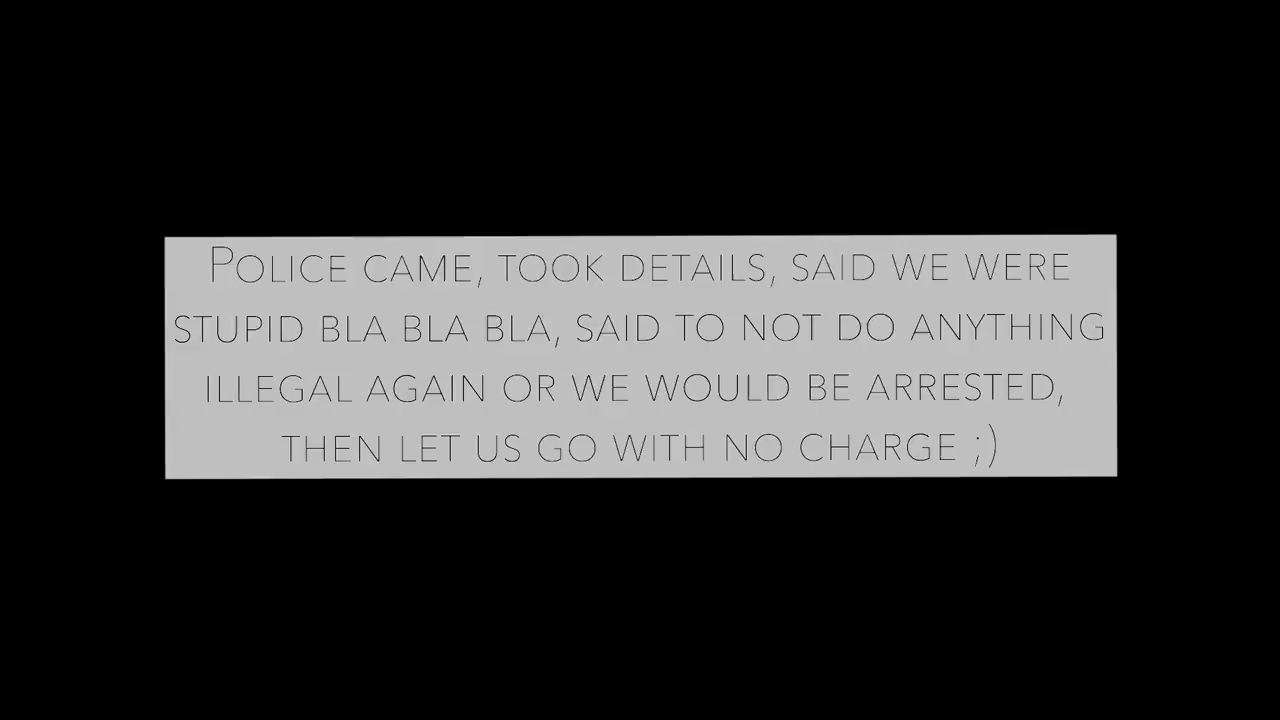 Police came, took details, said we were
stupid bla bla bla, said to not do anything
illegal again or we would be arrested,
then let us go with no charge ;)